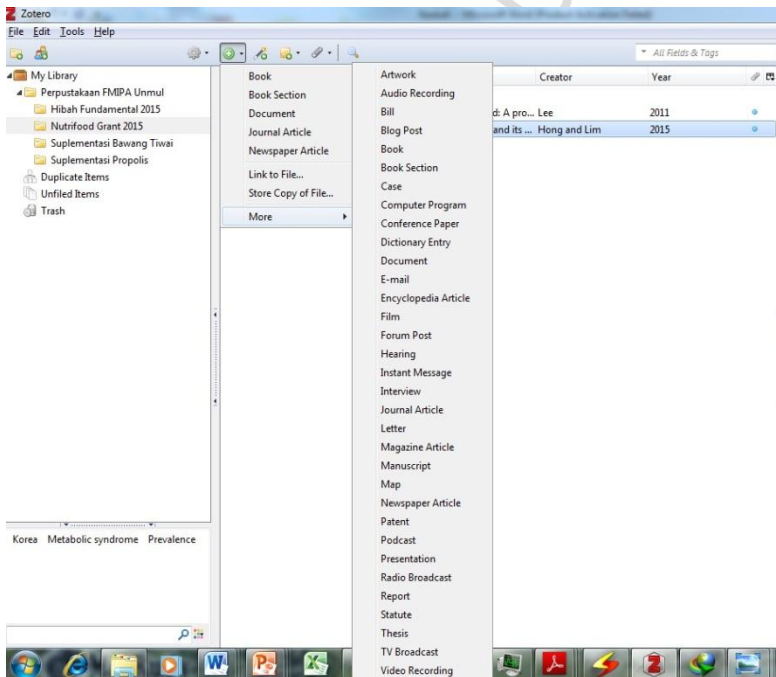 Zotero
File Edit Tools Help
All Fields & Tags
My Library
Perpustakaan FMIPA Unmul
Hibah Fundamental 2015
Nutrifood Grant 2015
Suplementasi Bawang Tiwai
Suplementasi Propolis
Duplicate Items
Unfiled Items
Trash
Korea Metabolic syndrome Prevalence
Book
Book Section
Document
Journal Article
Newspaper Article
Link to File...
Store Copy of File...
More
Artwork
Audio Recording
Bill
Blog Post
Book
Book Section
Case
Computer Program
Conference Paper
Dictionary Entry
Document
E-mail
Encyclopedia Article
Film
Forum Post
Hearing
Instant Message
Interview
Journal Article
Letter
Magazine Article
Manuscript
Map
Newspaper Article
Patent
Podcast
Presentation
Radio Broadcast
Report
Statute
Thesis
TV Broadcast
Video Recording
Creator Year
d: A pro... Lee 2011
and its ... Hong and Lim 2015